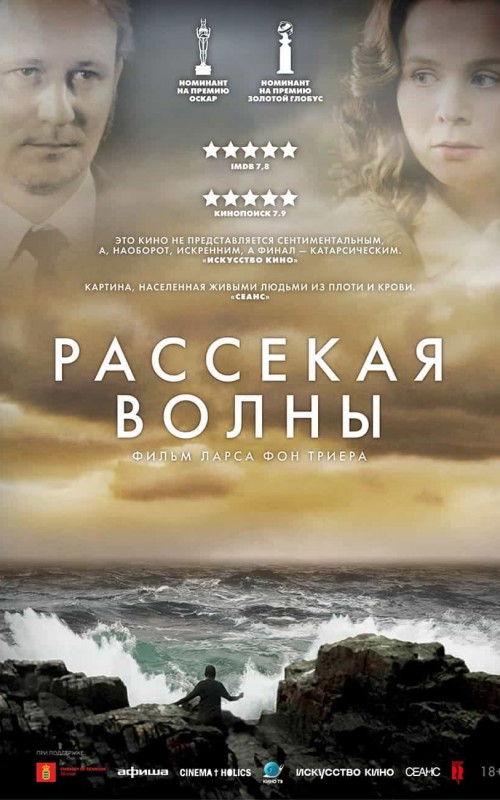 НОМИНАНТ
НА ПРЕМИЮ
ОСКАР
НОМИНАНТ
НА ПРЕМИЮ
ЗОЛОТОЙ ГЛОБУС
IMDB 7,8
КИНОПОИСК 7.9
ЭТО КИНО НЕ ПРЕДСТАВЛЯЕТСЯ СЕНТИМЕНТАЛЬНЫМ,
А, НАОБОРОТ, ИСКРЕННИМ, А ФИНАЛ — КАТАРСИЧЕСКИМ.
«ИСКУССТВО КИНО»
КАРТИНА, НАСЕЛЕННАЯ ЖИВЫМИ ЛЮДЬМИ ИЗ ПЛОТИ И КРОВИ.
«СЕАНС»
РАССЕКАЯ
ВОЛНЫ
ФИЛЬМ ЛАРСА ФОН ТРИЕРА
ПРИ ПОДДЕРЖКЕ:
афиша CINEMA HOLICS КИНО ТВ ИСКУССТВО КИНО СЕАНС 18+